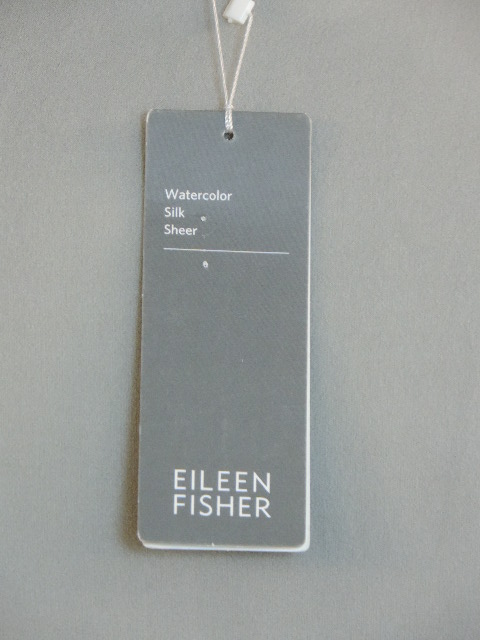 Watercolor
Silk
Sheer
EILEEN
FISHER